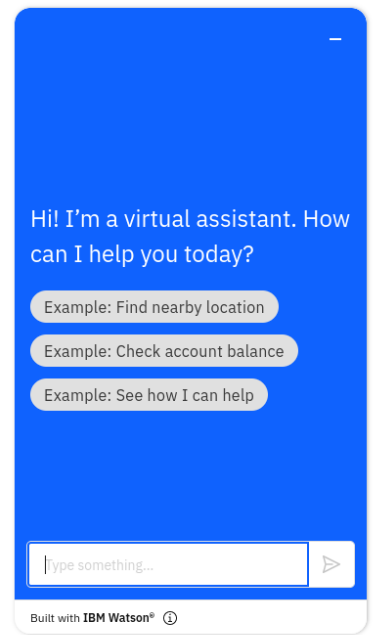 Hi! I’m a virtual assistant. How
can I help you today?
Example: Find nearby location
Example: Check account balance
Example: See how I can help
Type something...
Built with IBM Watson®